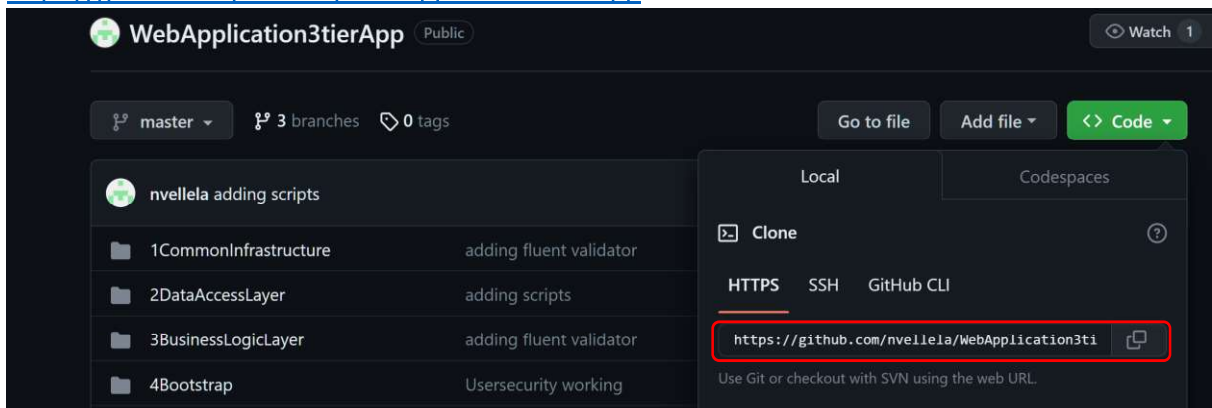 WebApplication3tierApp Public
Watch 1
master 3 branches 0 tags
Go to file Add file <> Code
nvellela adding scripts
1CommonInfrastructure adding fluent validator
2DataAccessLayer adding scripts
3BusinessLogicLayer adding fluent validator
4Bootstrap Usersecurity working
Local Codespaces
Clone
HTTPS SSH GitHub CLI
https://github.com/nvellela/WebApplication3ti
Use Git or checkout with SVN using the web URL.